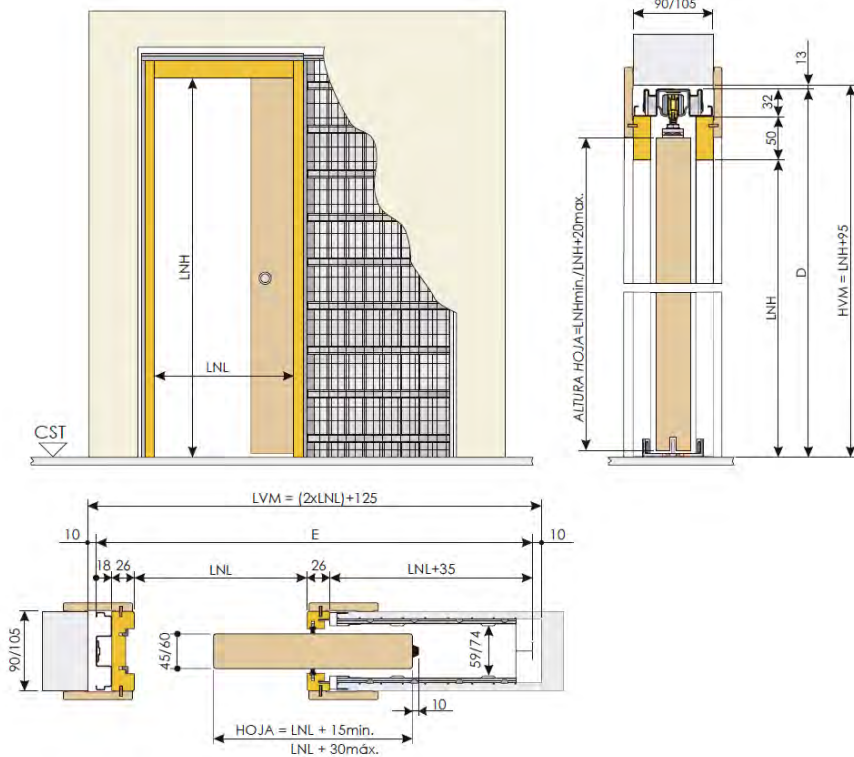 90/105
13
32
50
LNH
LNL
CST
ALTURA HOJA=LNHmin./LNH+20max.
LNH
D
HVM = LNH+95
LVM = (2xLNL)+125
10
E
10
18
26
LNL
26
LNL+35
90/105
45/60
59/74
10
HOJA = LNL + 15min.
LNL + 30máx.